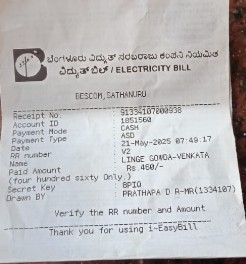 ಬೆಂಗಳೂರು ವಿದ್ಯುತ್ ಸರಬರಾಜು ಕಂಪನಿ ನಿಯಮಿತ
ವಿದ್ಯುತ್ ಬಿಲ್ / ELECTRICITY BILL
BESCOM,SATHANURU
Receipt No. : 91334107000938
Account ID : 1851560
Payment Mode : CASH
Payment Type : ASD
Date : 21-May-2025 07:49:17
RR number : V2
Name : LINGE GOWDA-VENKATA
Paid Amount : Rs.460/-
(four hundred sixty Only.)
Secret Key : 8PIO
Drawn BY : PRATHAPA D R-MR(1334107)
Verify the RR number and Amount
Thank you for using i-EasyBill